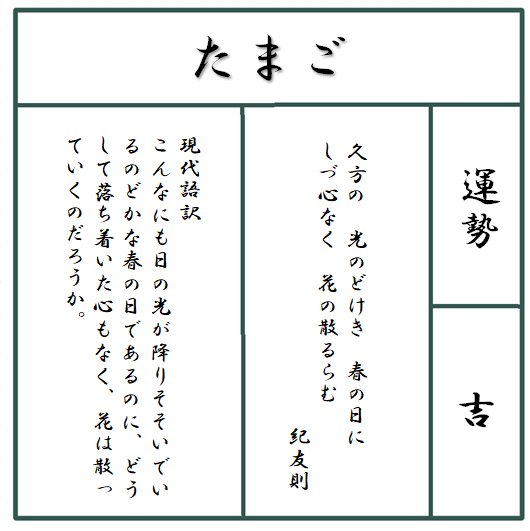 たまご
運勢
吉
久方の　光のどけき　春の日に
しづ心なく　花の散るらむ
紀友則
現代語訳
こんなにも日の光が降りそそいでい
るのどかな春の日であるのに、どう
して落ち着いた心もなく、花は散っ
ていくのだろうか。